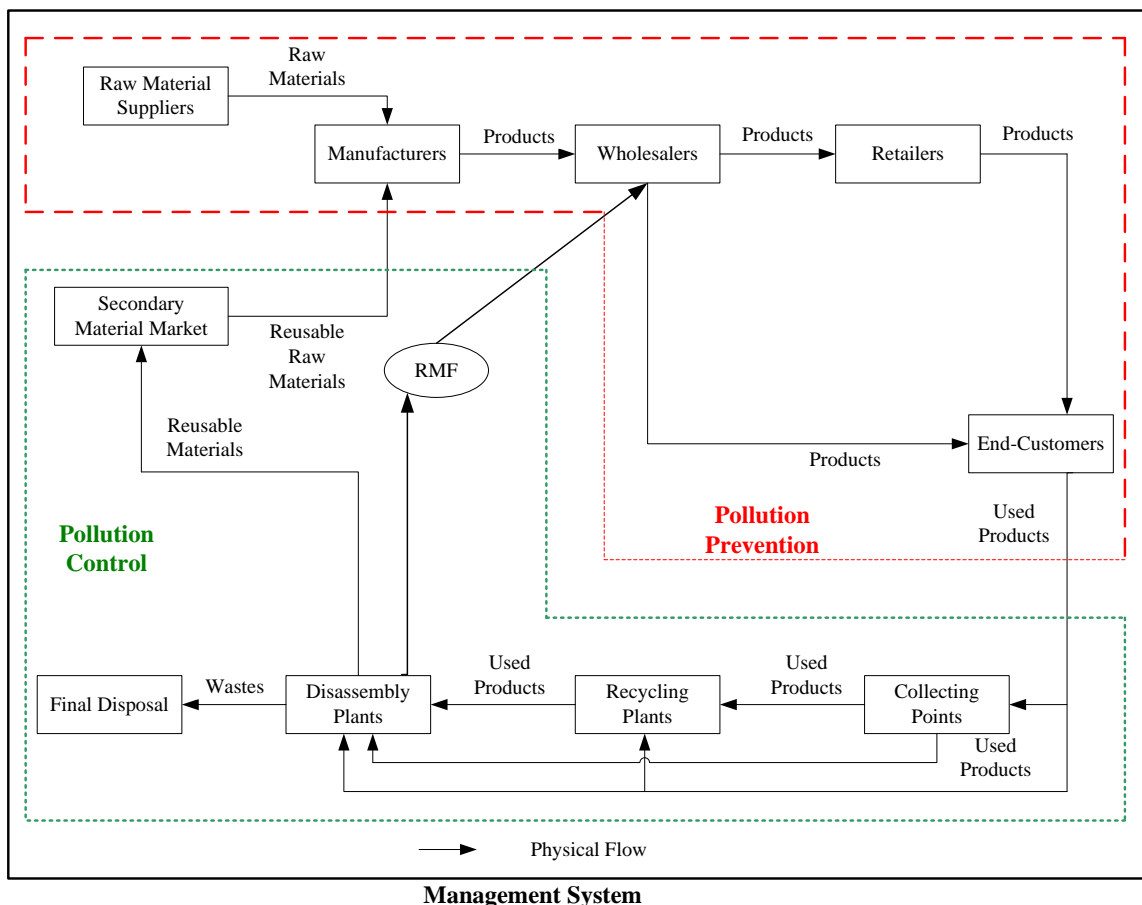 Raw
Materials
Raw Material
Suppliers
Manufacturers
Products
Wholesalers
Products
Retailers
Products
Secondary
Material Market
Reusable
Raw
Materials
RMF
Reusable
Materials
End-Customers
Products
Used
Products
Pollution
Prevention
Pollution
Control
Final Disposal
Wastes
Disassembly
Plants
Used
Products
Recycling
Plants
Used
Products
Collecting
Points
Used
Products
Physical Flow
Management System